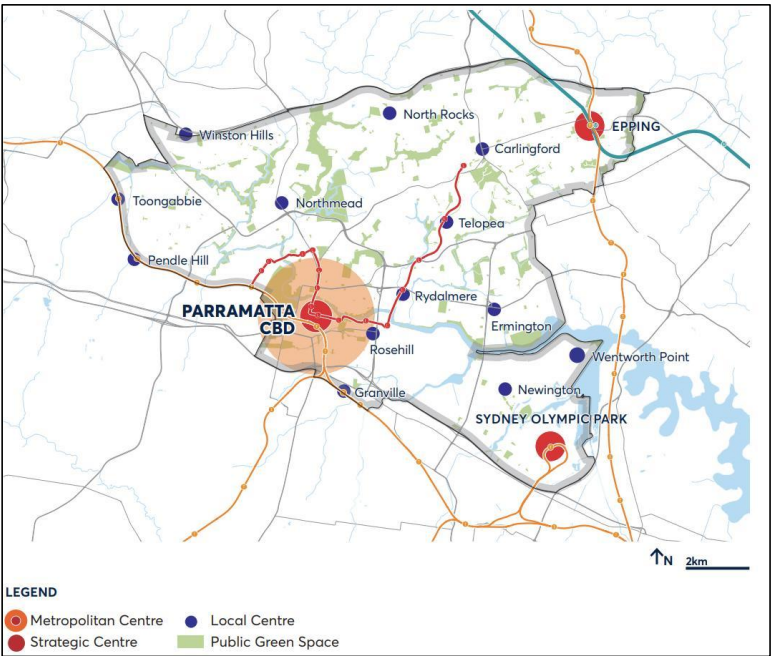 North Rocks
EPPING
Winston Hills
Carlingford
Toongabbie
Northmead
Telopea
Pendle Hill
Rydalmere
PARRAMATTA
CBD
Ermington
Rosehill
Wentworth Point
Granville
Newington
SYDNEY OLYMPIC PARK
N 2km
LEGEND
Metropolitan Centre
Local Centre
Strategic Centre
Public Green Space